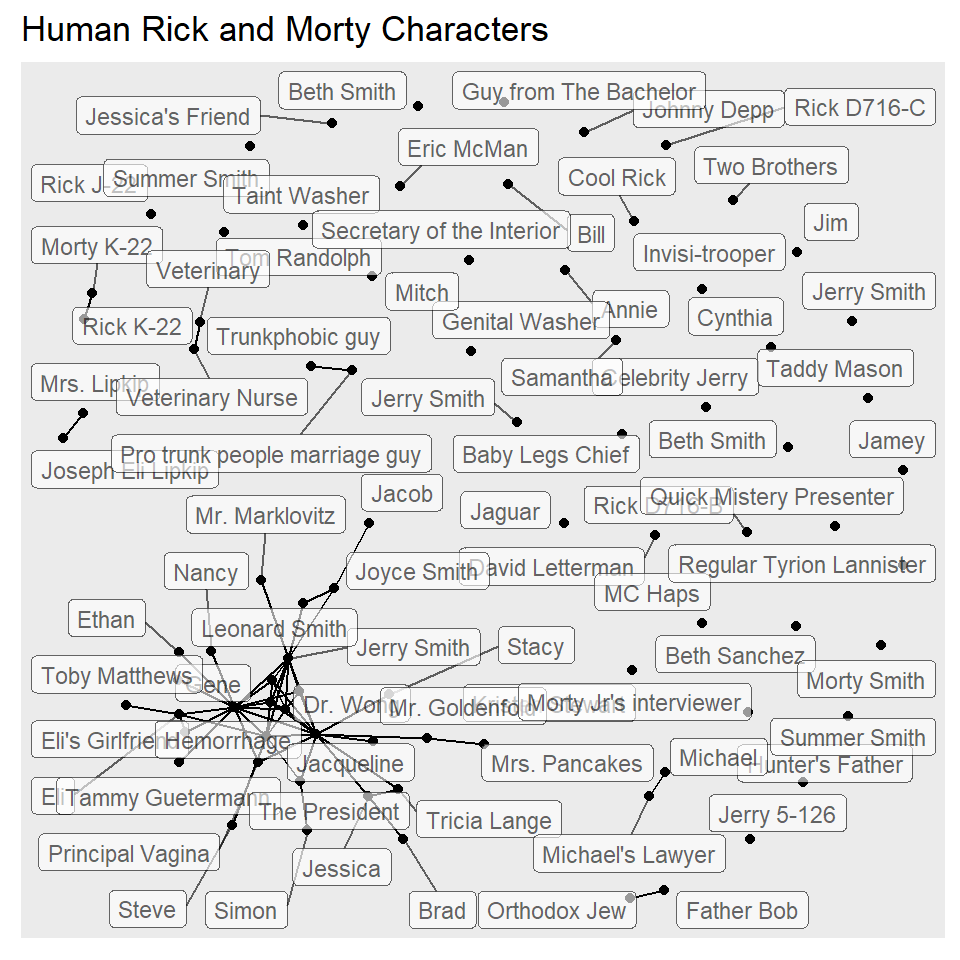 Human Rick and Morty Characters
Beth Smith
Guy from The Bachelor
Jessica's Friend
Johnny Depp
Rick D716-C
Eric McMan
Two Brothers
Cool Rick
Rick J-22
Summer Smith
Taint Washer
Jim
Secretary of the Interior
Bill
Morty K-22
Invisi-trooper
Tom Randolph
Veterinary
Mitch
Jerry Smith
Annie
Cynthia
Genital Washer
Rick K-22
Trunkphobic guy
Taddy Mason
Samantha
Celebrity Jerry
Mrs. Lipkip
Veterinary Nurse
Jerry Smith
Beth Smith
Jamey
Pro trunk people marriage guy
Baby Legs Chief
Joseph Eli Lipkip
Jacob
Quick Mistery Presenter
Rick D716-B
Jaguar
Mr. Marklovitz
Regular Tyrion Lannister
David Letterman
Nancy
Joyce Smith
MC Haps
Ethan
Leonard Smith
Jerry Smith
Stacy
Beth Sanchez
Toby Matthews
Gene
Morty Smith
Dr. Wong
Mr. Goldenfold
Stewart
Morty Jr's interviewer
Eli's Girlfriend
Hemorrhage
Summer Smith
Jacqueline
Mrs. Pancakes
Michael
Hunter's Father
Eli
Tammy Guetermann
The President
Tricia Lange
Jerry 5-126
Principal Vagina
Jessica
Michael's Lawyer
Steve
Simon
Brad
Orthodox Jew
Father Bob